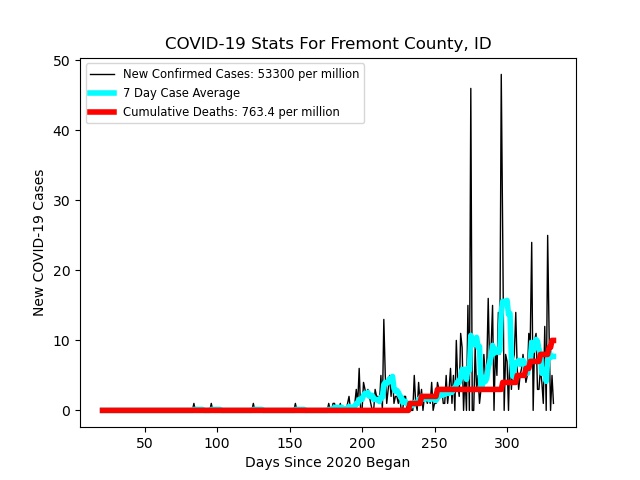 COVID-19 Stats For Fremont County, ID
New Confirmed Cases: 53300 per million
7 Day Case Average
Cumulative Deaths: 763.4 per million
50
40
30
20
10
0
New COVID-19 Cases
50 100 150 200 250 300
Days Since 2020 Began